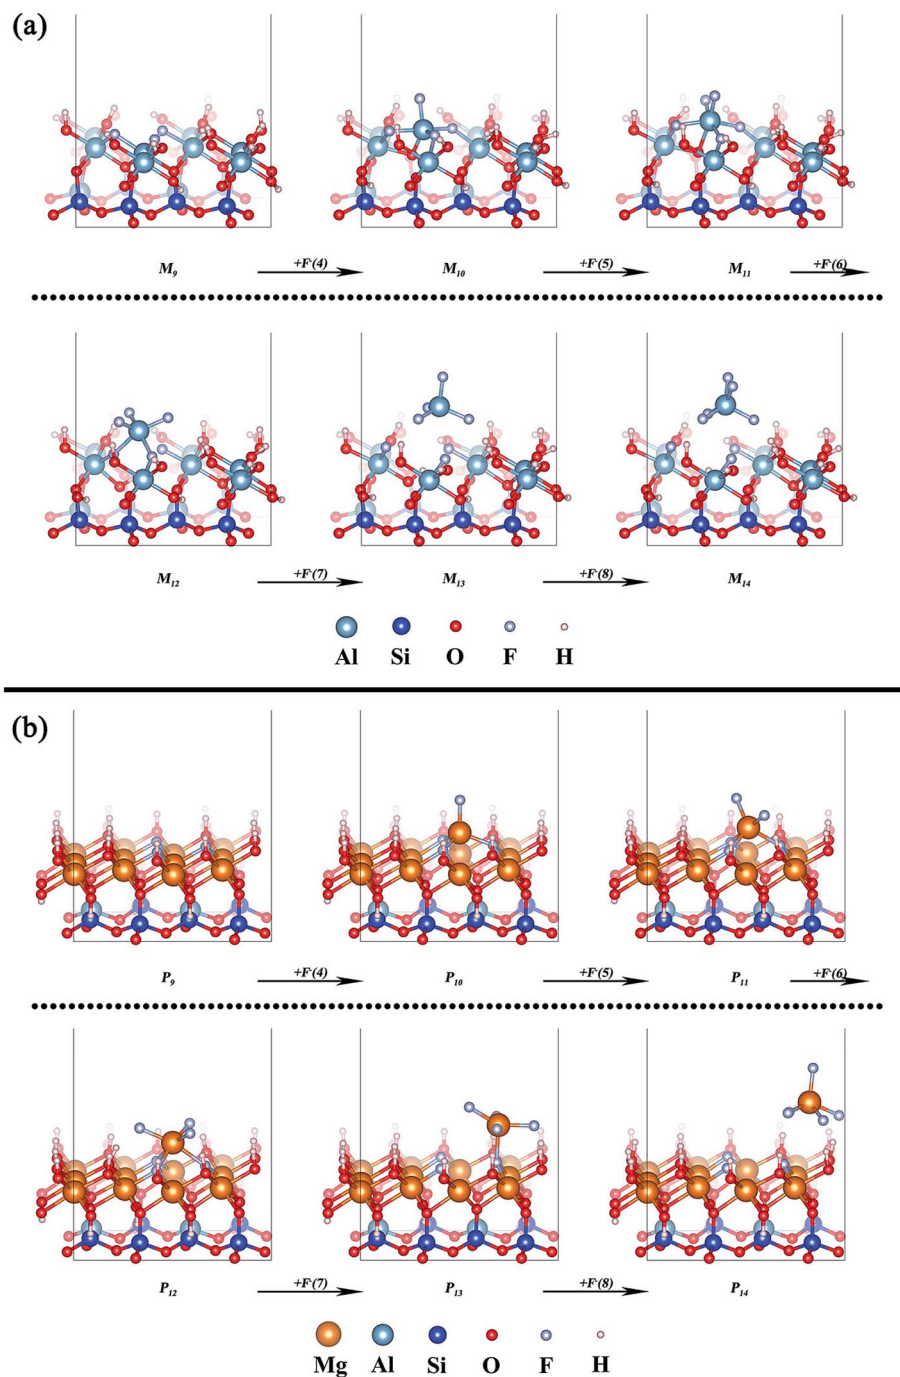 (a)
M9 +F-(4) M10 +F-(5) M11 +F-(6)
M12 +F-(7) M13 +F-(8) M14
Al Si O F H
(b)
P9 +F-(4) P10 +F-(5) P11 +F-(6)
P12 +F-(7) P13 +F-(8) P14
Mg Al Si O F H